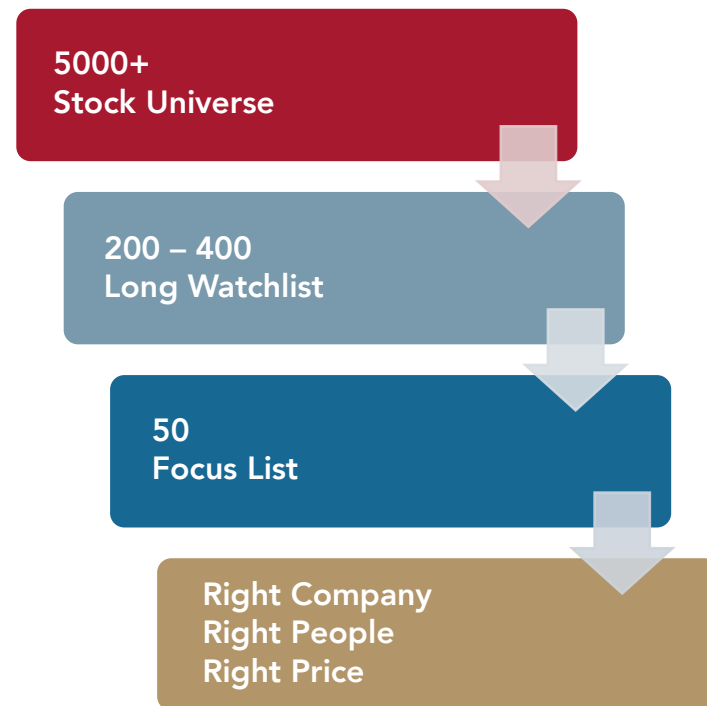 5000+
Stock Universe
200 – 400
Long Watchlist
50
Focus List
Right Company
Right People
Right Price